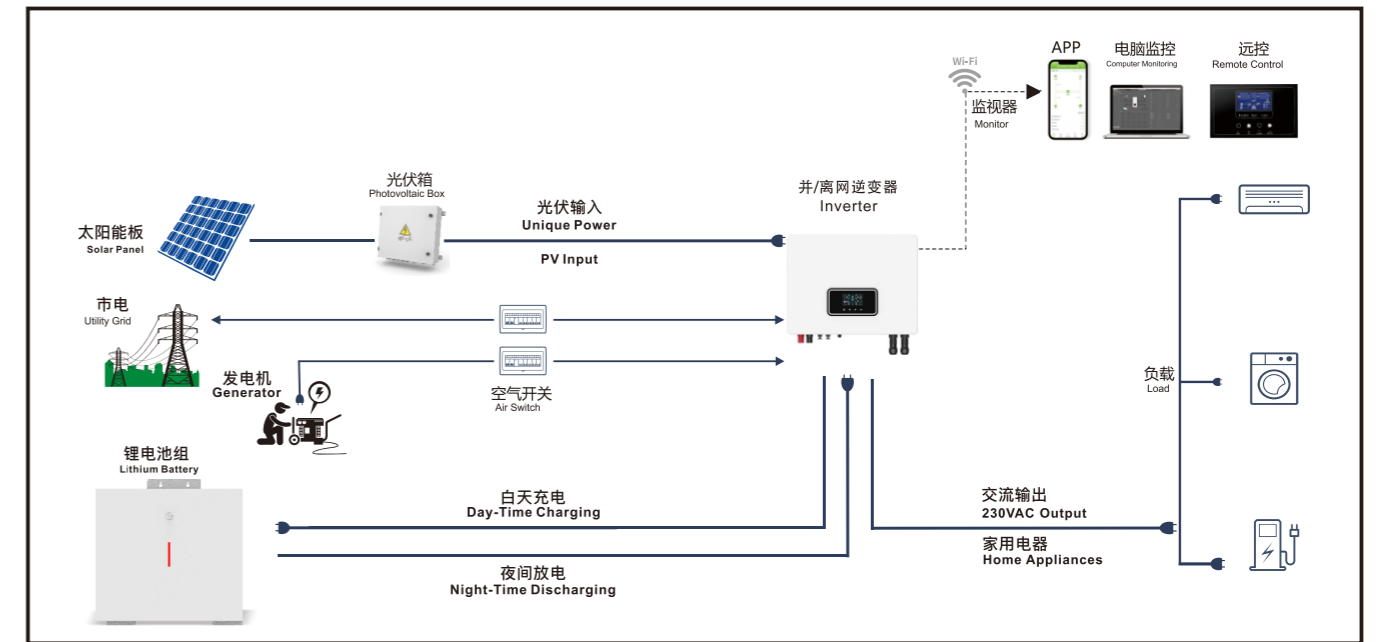 APP
电脑监控
Computer Monitoring
远控
Remote Control
Wi-Fi
监视器
Monitor
光伏箱
Photovoltaic Box
并/离网逆变器
Inverter
光伏输入
Unique Power
PV Input
太阳能板
Solar Panel
市电
Utility Grid
发电机
Generator
空气开关
Air Switch
负载
Load
锂电池组
Lithium Battery
白天充电
Day-Time Charging
夜间放电
Night-Time Discharging
交流输出
230VAC Output
家用电器
Home Appliances